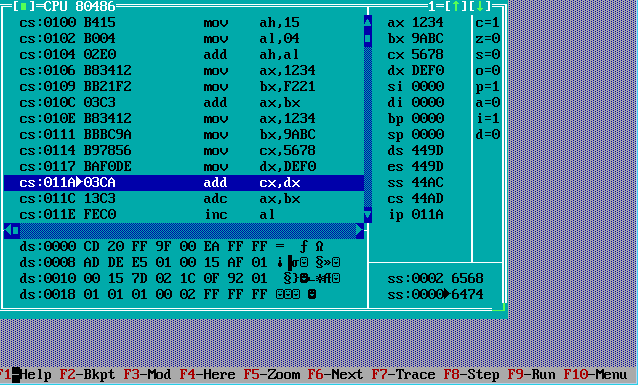 [■]=CPU 80486 1=[↑][↓]
cs:0100 B415 mov ah,15 ax 1234 c=1
cs:0102 B004 mov al,04 bx 9ABC z=0
cs:0104 02E0 add ah,al cx 5678 s=0
cs:0106 B83412 mov ax,1234 dx DEF0 o=0
cs:0109 BB21F2 mov bx,F221 si 0000 p=1
cs:010C 03C3 add ax,bx di 0000 a=0
cs:010E B83412 mov ax,1234 bp 0000 i=1
cs:0111 BBBC9A mov bx,9ABC sp 0000 d=0
cs:0114 B97856 mov cx,5678 ds 449D
cs:0117 BAF0DE mov dx,DEF0 es 449D
cs:011A►03CA add cx,dx ss 44AC
cs:011C 13C3 adc ax,bx cs 44AD
cs:011E FEC0 inc al ip 011A
ds:0000 CD 20 FF 9F 00 EA FF FF = ƒ Ω
ds:0008 AD DE E5 01 00 15 AF 01 ¡▐σ☺ §»☺
ds:0010 00 15 7D 02 1C 0F 92 01 §}ss:0002 6568
ds:0018 01 01 01 00 02 FF FF FF ☺☺☺ ☻ ss:0000►6474
F1-Help F2-Bkpt F3-Mod F4-Here F5-Zoom F6-Next F7-Trace F8-Step F9-Run F10-Menu